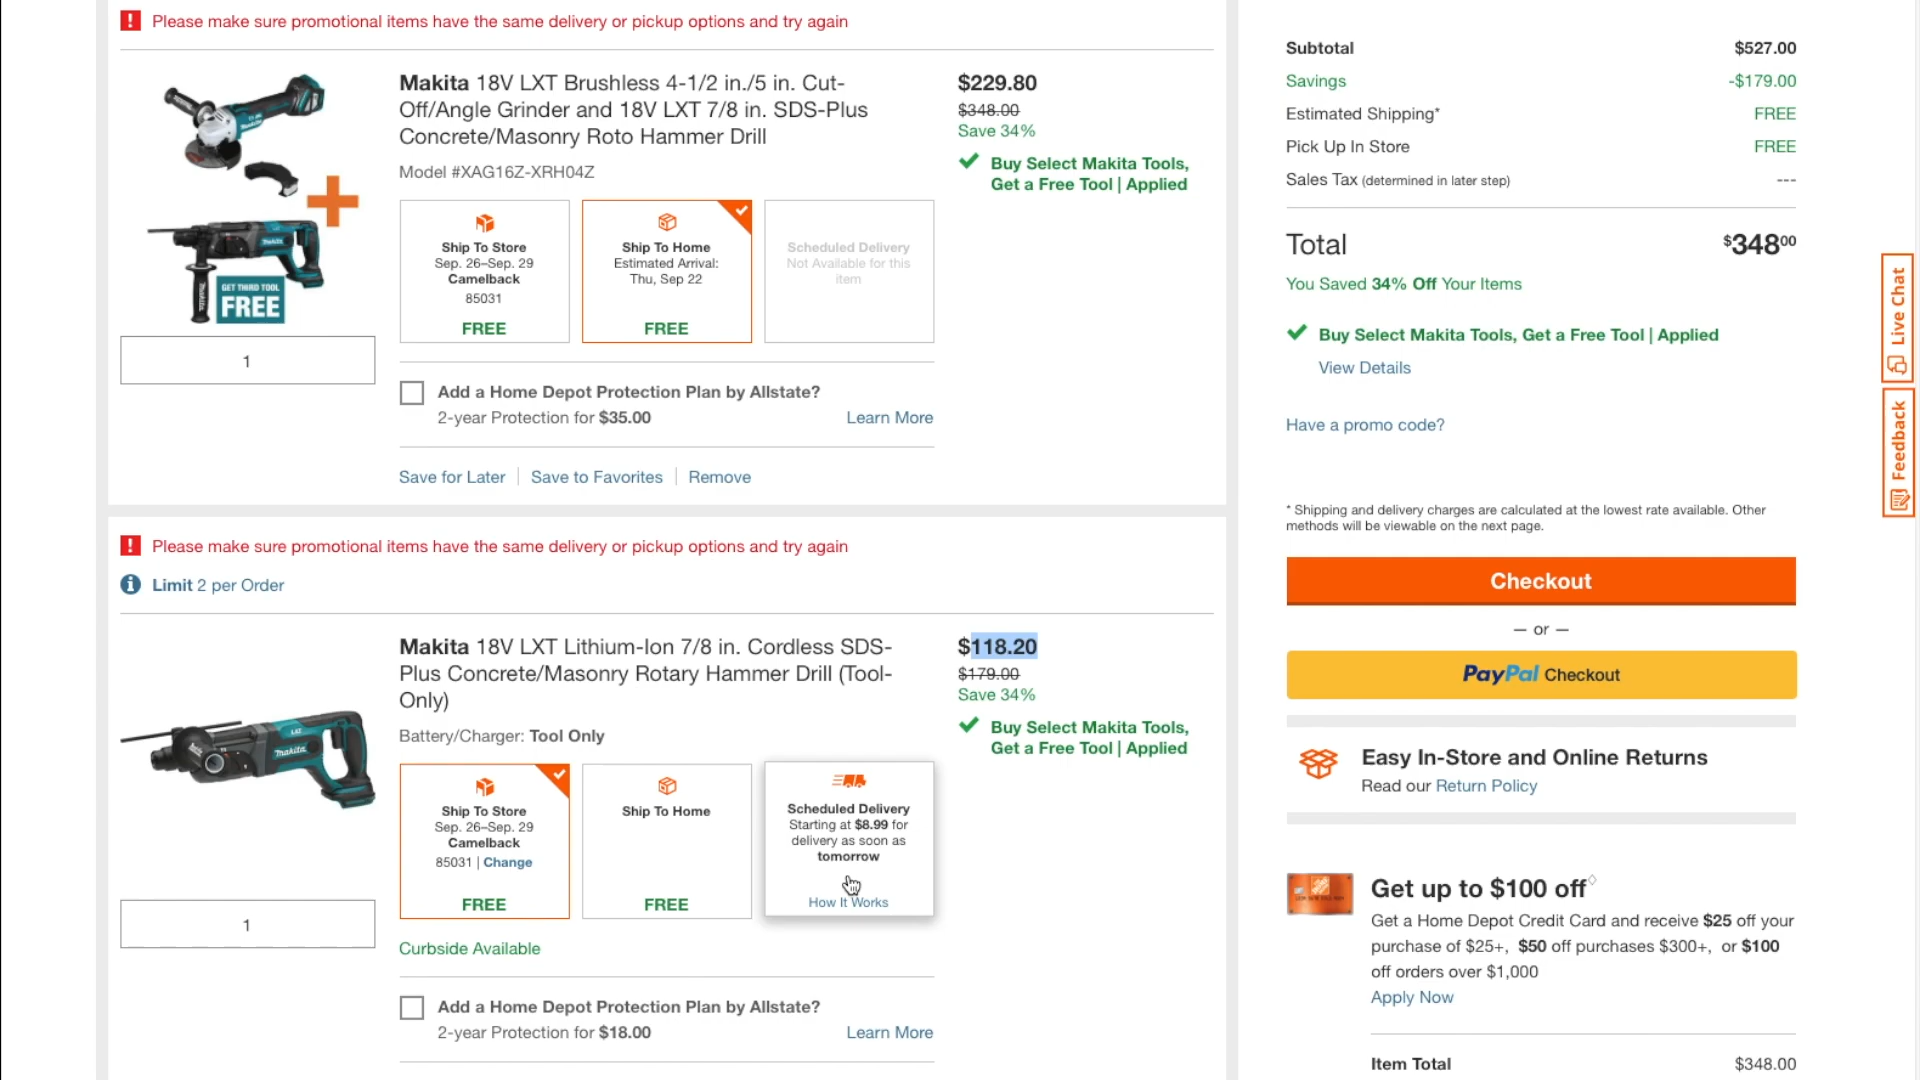 Please make sure promotional items have the same delivery or pickup options and try again
Makita 18V LXT Brushless 4-1/2 in./5 in. Cut-
Off/Angle Grinder and 18V LXT 7/8 in. SDS-Plus
Concrete/Masonry Roto Hammer Drill
Model #XAG16Z-XRH04Z
$229.80
$348.00
Save 34%
Buy Select Makita Tools,
Get a Free Tool | Applied
GET THIRD TOOL
FREE
1
Ship To Store
Sep. 26–Sep. 29
Camelback
85031
FREE
Ship To Home
Estimated Arrival:
Thu, Sep 22
FREE
Scheduled Delivery
Not Available for this
item
Add a Home Depot Protection Plan by Allstate?
2-year Protection for $35.00
Learn More
Save for Later
Save to Favorites
Remove
Please make sure promotional items have the same delivery or pickup options and try again
Limit 2 per Order
Makita 18V LXT Lithium-Ion 7/8 in. Cordless SDS-
Plus Concrete/Masonry Rotary Hammer Drill (Tool-
Only)
Battery/Charger: Tool Only
$118.20
$179.00
Save 34%
Buy Select Makita Tools,
Get a Free Tool | Applied
LXT
makita
1
Ship To Store
Sep. 26–Sep. 29
Camelback
85031 | Change
FREE
Ship To Home
FREE
Scheduled Delivery
Starting at $8.99 for
delivery as soon as
tomorrow
How It Works
Curbside Available
Add a Home Depot Protection Plan by Allstate?
2-year Protection for $18.00
Learn More
Subtotal $527.00
Savings -$179.00
Estimated Shipping* FREE
Pick Up In Store FREE
Sales Tax (determined in later step) ---
Total $34800
You Saved 34% Off Your Items
Buy Select Makita Tools, Get a Free Tool | Applied
View Details
Have a promo code?
* Shipping and delivery charges are calculated at the lowest rate available. Other
methods will be viewable on the next page.
Checkout
— or —
PayPal Checkout
Easy In-Store and Online Returns
Read our Return Policy
Get up to $100 off◊
Get a Home Depot Credit Card and receive $25 off your
purchase of $25+, $50 off purchases $300+, or $100
off orders over $1,000
Apply Now
Item Total $348.00
Live Chat
Feedback